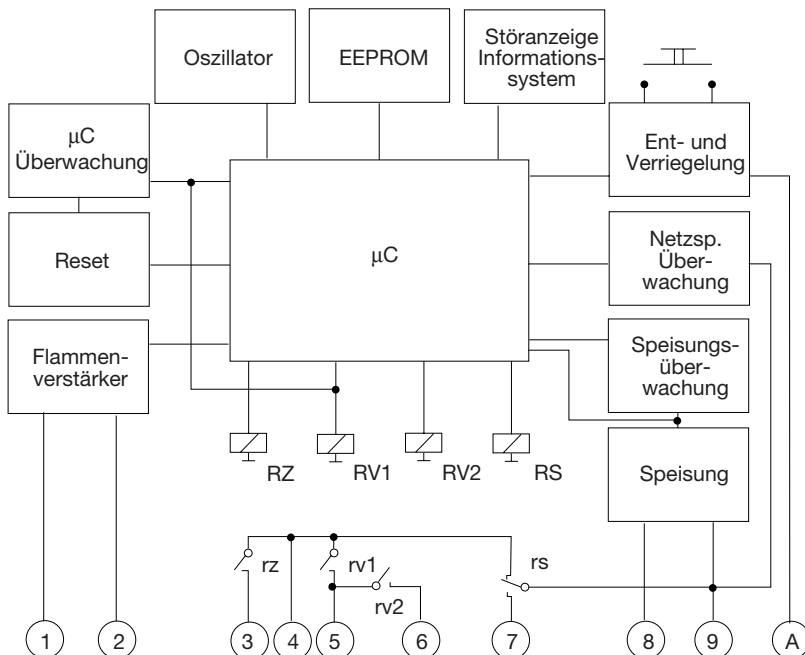 Oszillator
EEPROM
Störanzeige
Informations-
system
µC
Überwachung
Ent- und
Verriegelung
Reset
µC
Netzsp.
Über-
wachung
Flammen-
verstärker
Speisungs-
über-
wachung
RZ
RV1
RV2
RS
Speisung
rz
rv1
rv2
rs
1
2
3
4
5
6
7
8
9
A